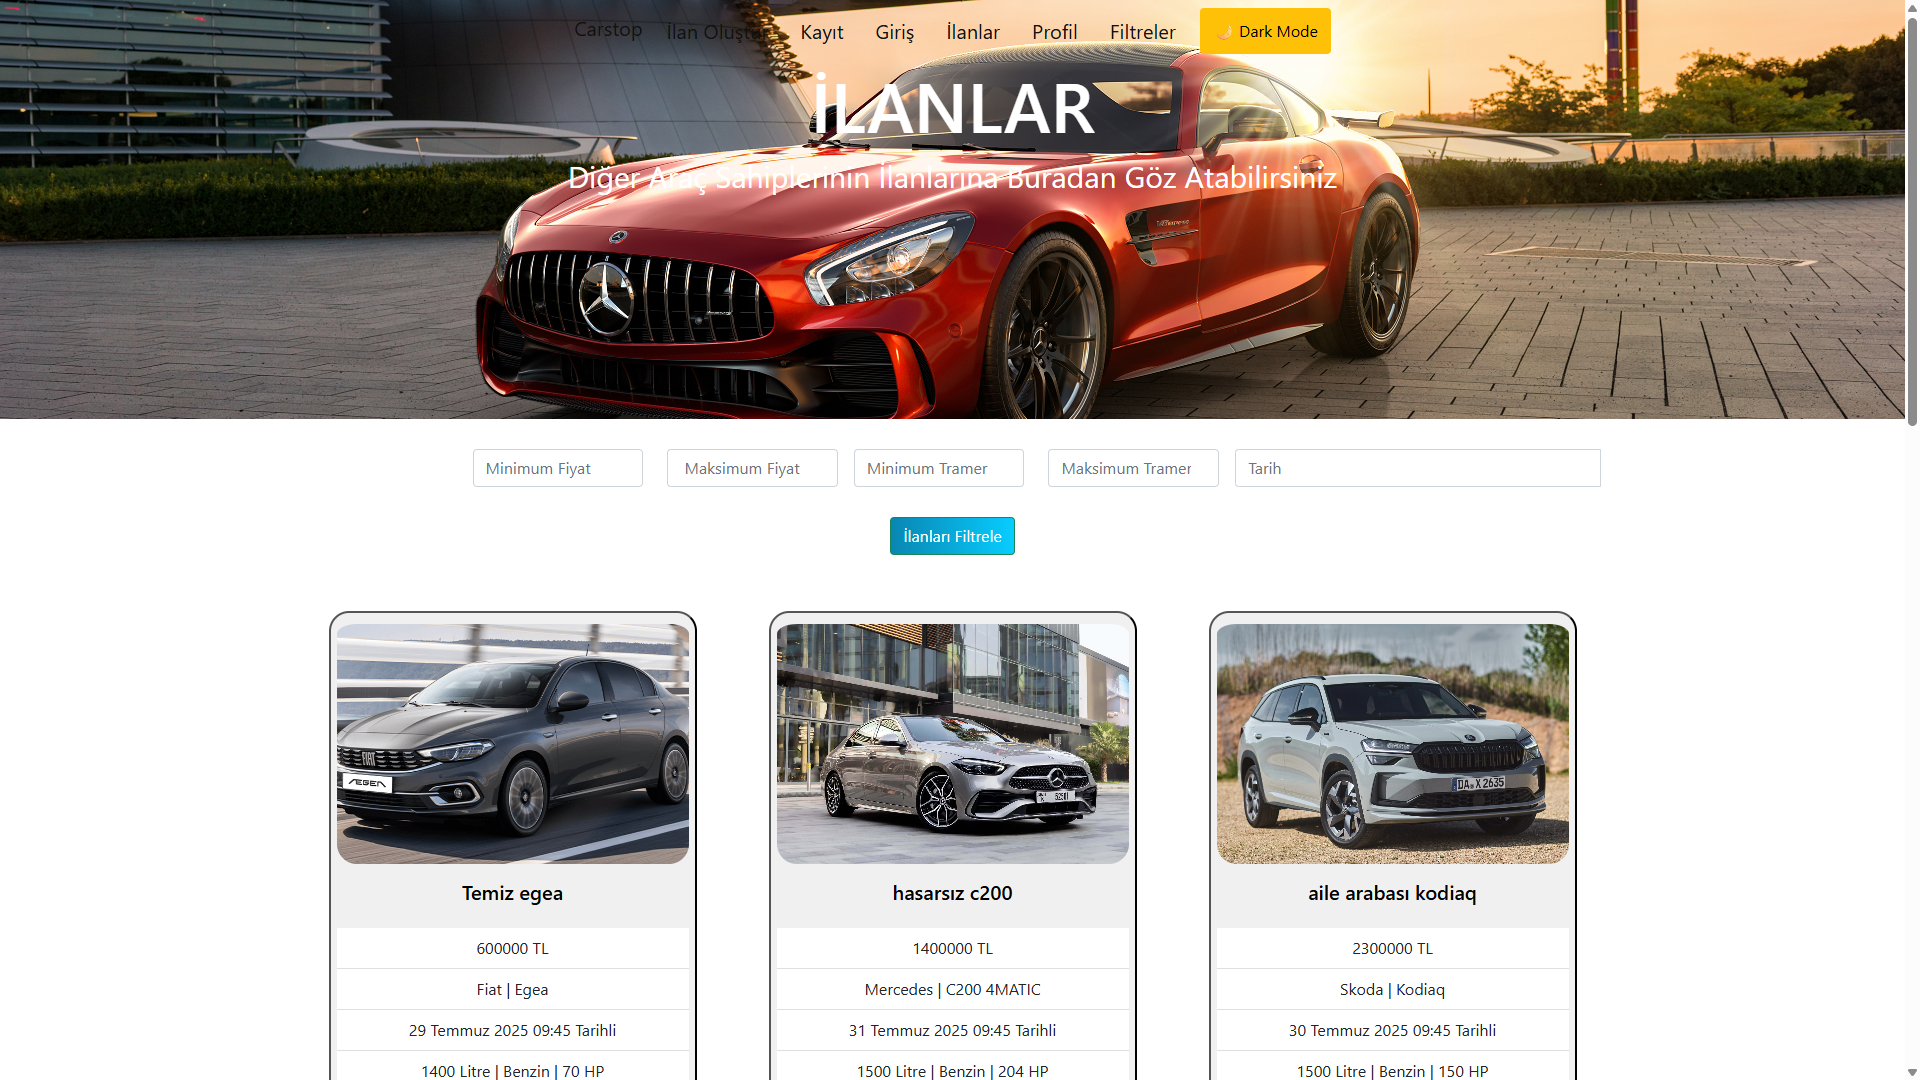 Carstop İlan Oluştur Kayıt Giriş İlanlar Profil Filtreler 🌙 Dark Mode
İLANLAR
Diğer Araç Sahiplerinin İlanlarına Buradan Göz Atabilirsiniz
Minimum Fiyat Maksimum Fiyat Minimum Tramer Maksimum Tramer Tarih
İlanları Filtrele
FIAT
ÆGEN
DA X 2635
Temiz egea
hasarsız c200
aile arabası kodiaq
600000 TL
1400000 TL
2300000 TL
Fiat | Egea
Mercedes | C200 4MATIC
Skoda | Kodiaq
29 Temmuz 2025 09:45 Tarihli
31 Temmuz 2025 09:45 Tarihli
30 Temmuz 2025 09:45 Tarihli
1400 Litre | Benzin | 70 HP
1500 Litre | Benzin | 204 HP
1500 Litre | Benzin | 150 HP